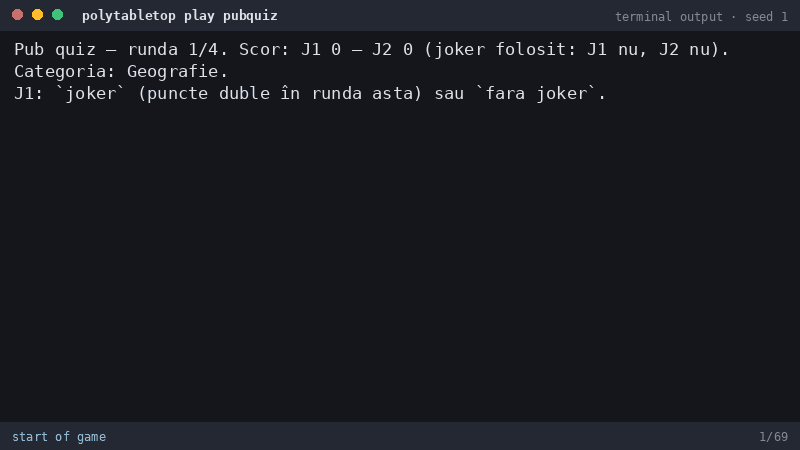 polytabletop play pubquiz
terminal output · seed 1
Pub quiz — runda 1/4. Scor: J1 0 — J2 0 (joker folosit: J1 nu, J2 nu).
Categoria: Geografie.
J1: `joker` (puncte duble în runda asta) sau `fara joker`.
start of game
1/69